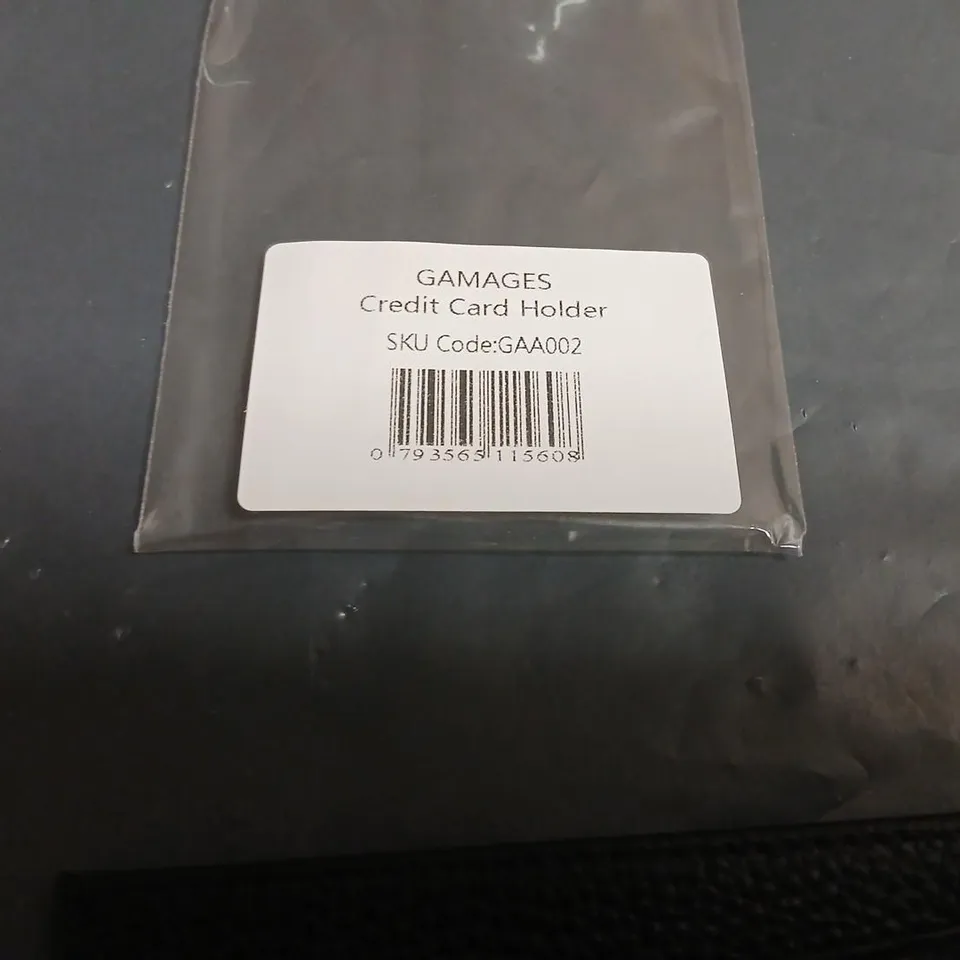 GAMAGES
Credit Card Holder
SKU Code:GAA002
0 793565 115608